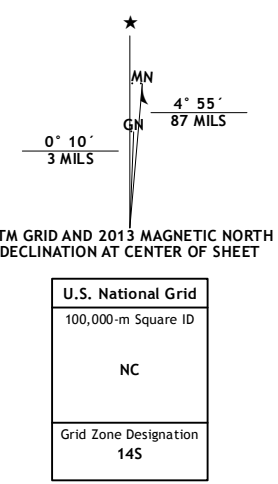 ★
MN
GN
4° 55´
87 MILS
0° 10´
3 MILS
TM GRID AND 2013 MAGNETIC NORTH
DECLINATION AT CENTER OF SHEET
U.S. National Grid
100,000-m Square ID
NC
Grid Zone Designation
14S